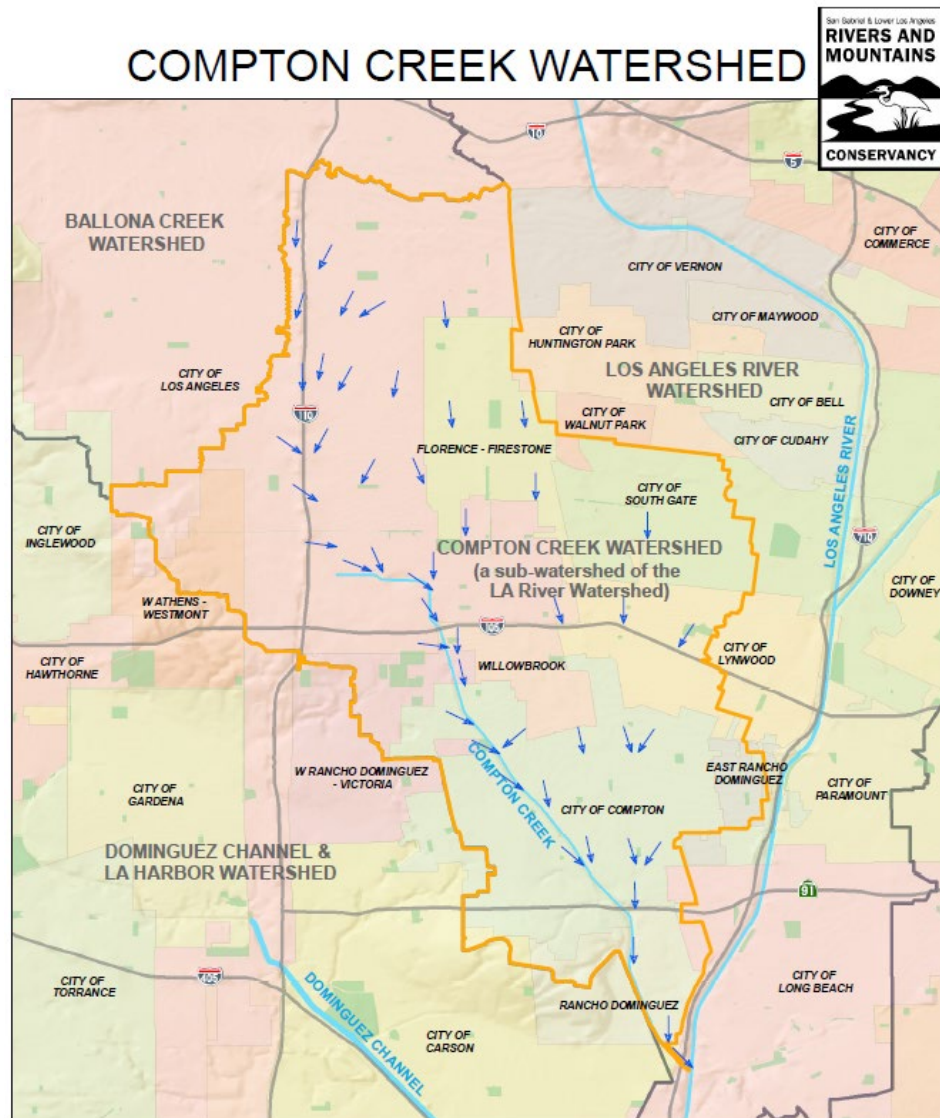 San Gabriel & Lower Los Angeles
RIVERS AND
MOUNTAINS
CONSERVANCY
COMPTON CREEK WATERSHED
10
5
BALLONA CREEK
WATERSHED
CITY OF
COMMERCE
CITY OF VERNON
CITY OF MAYWOOD
CITY OF
HUNTINGTON PARK
LOS ANGELES RIVER
WATERSHED
CITY OF
LOS ANGELES
CITY OF BELL
110
CITY OF
WALNUT PARK
CITY OF CUDAHY
FLORENCE - FIRESTONE
LOS ANGELES RIVER
CITY OF
SOUTH GATE
CITY OF
INGLEWOOD
710
COMPTON CREEK WATERSHED
(a sub-watershed of the
LA River Watershed)
CITY OF
DOWNEY
W ATHENS -
WESTMONT
105
CITY OF
HAWTHORNE
WILLOWBROOK
CITY OF
LYNWOOD
W RANCHO DOMINGUEZ
- VICTORIA
COMPTON CREEK
EAST RANCHO
DOMINGUEZ
CITY OF
GARDENA
CITY OF COMPTON
CITY OF
PARAMOUNT
DOMINGUEZ CHANNEL &
LA HARBOR WATERSHED
91
CITY OF
TORRANCE
405
DOMINGUEZ CHANNEL
RANCHO DOMINGUEZ
CITY OF
LONG BEACH
CITY OF
CARSON